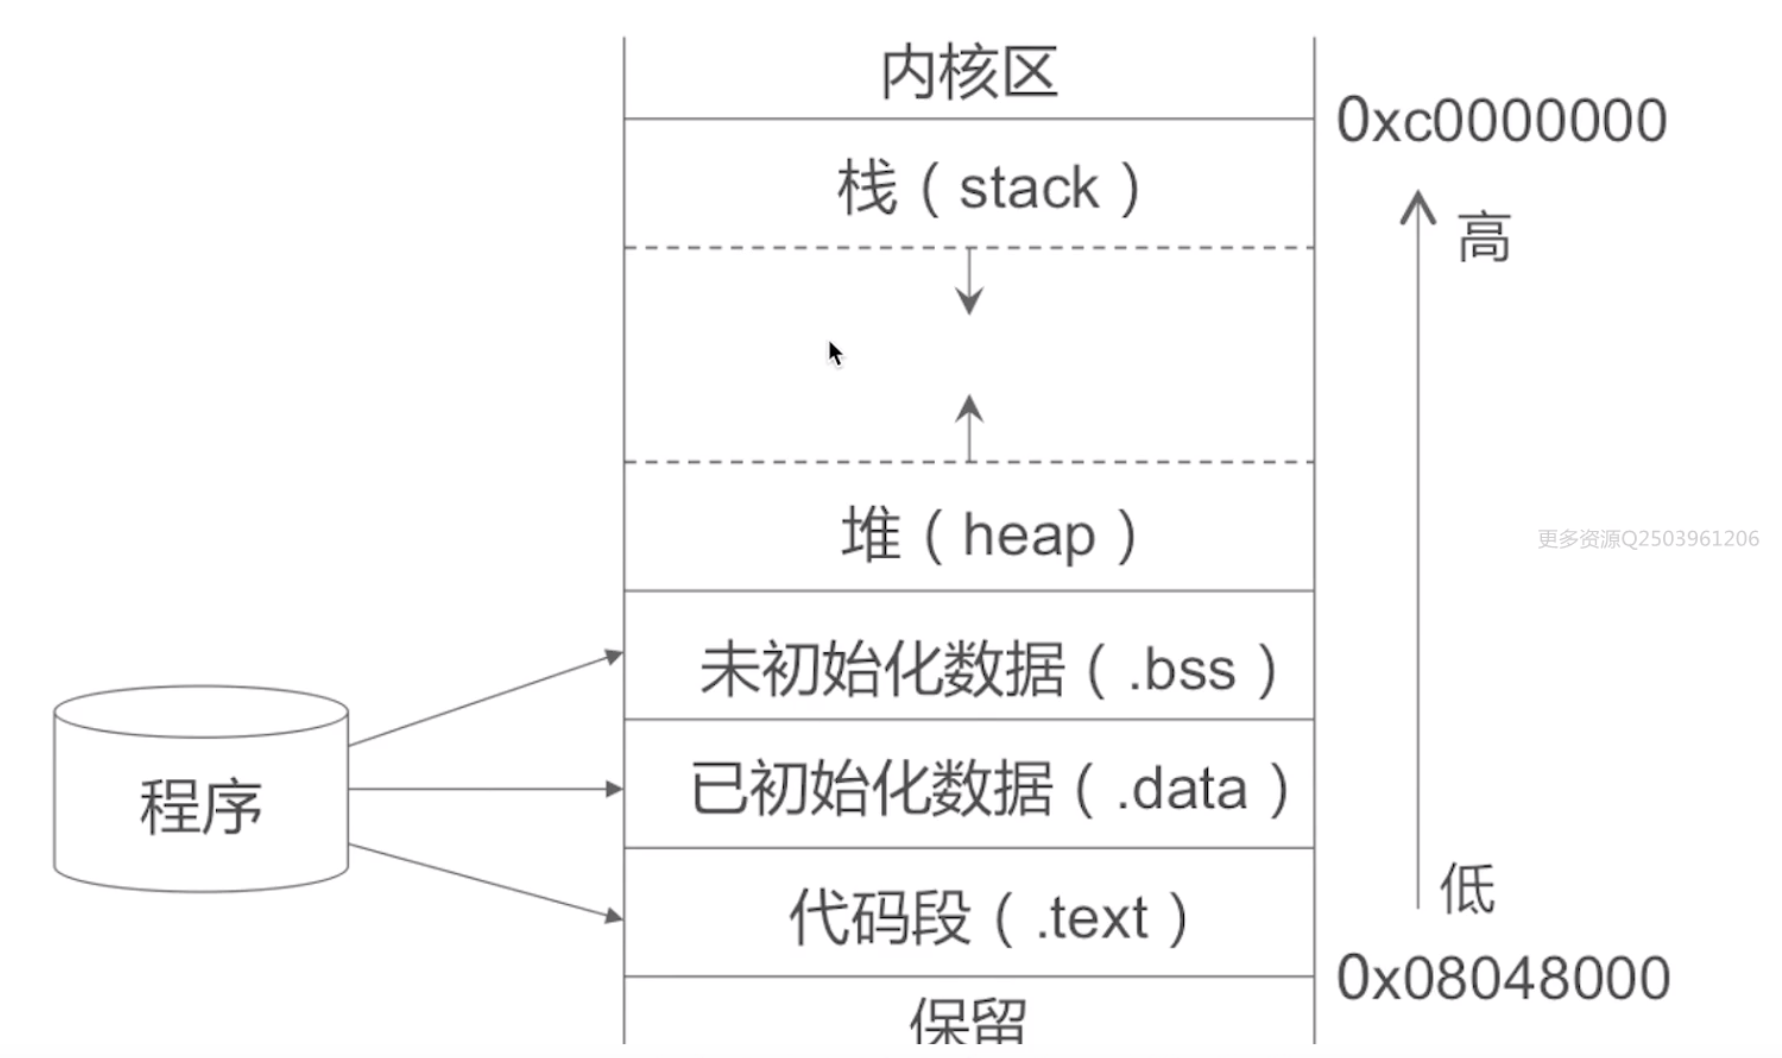 内核区
0xc0000000
栈（stack）
高
堆（heap）
更多资源Q2503961206
未初始化数据（.bss）
已初始化数据（.data）
程序
代码段（.text）
低
0x08048000
保留